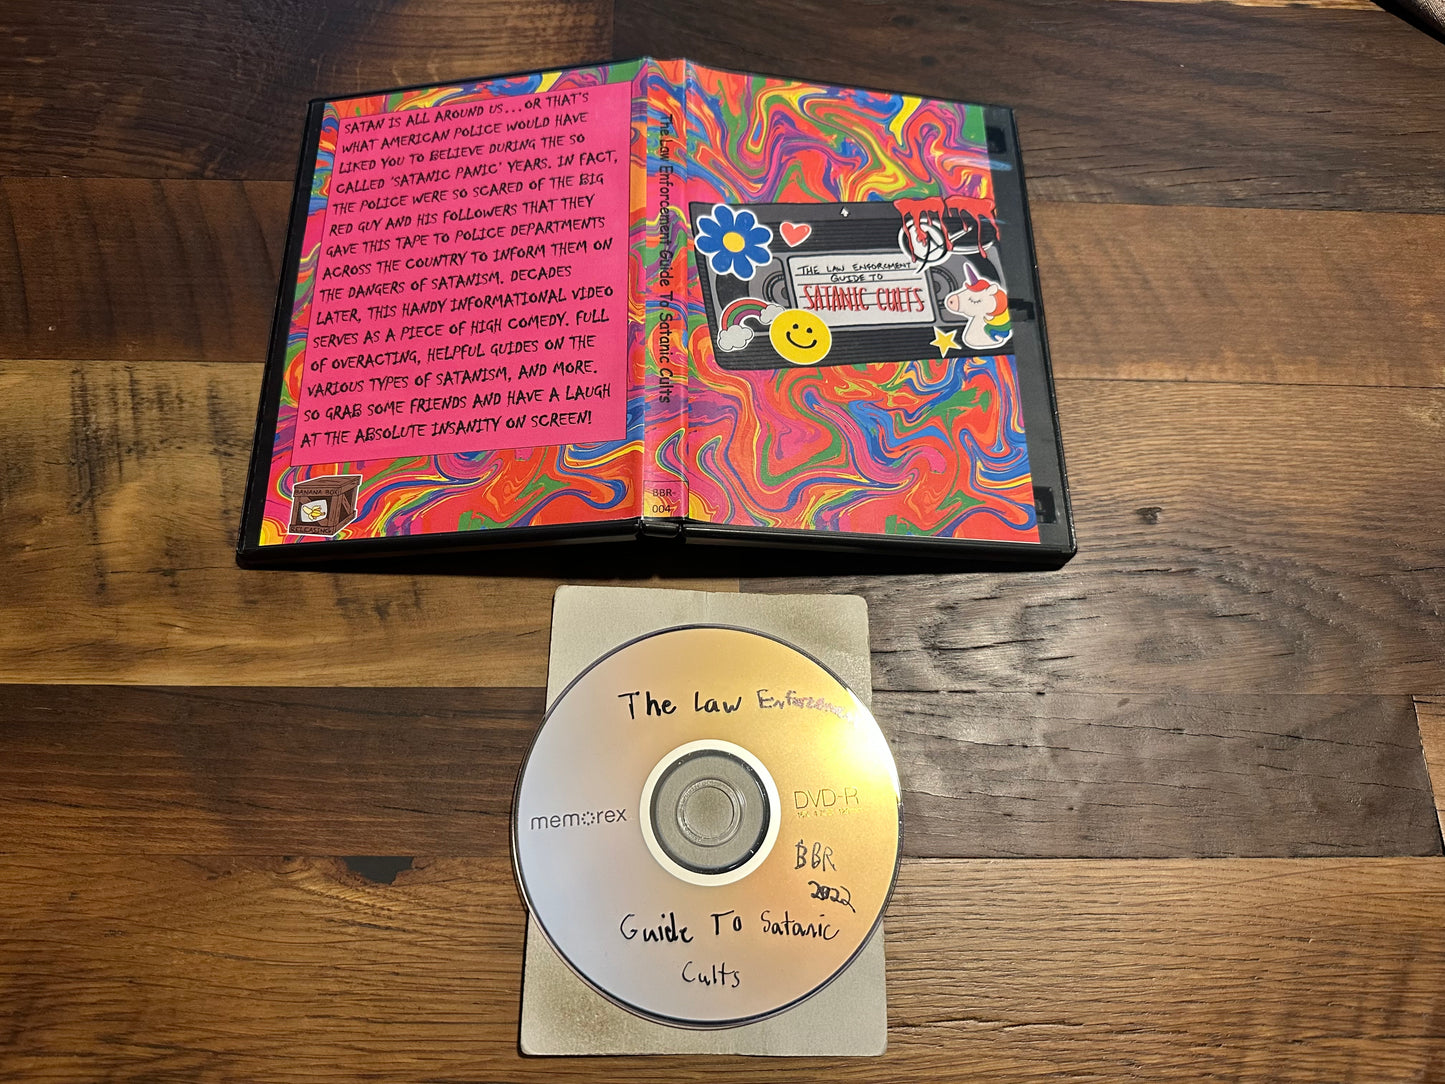 SATAN IS ALL AROUND US...OR THAT'S
WHAT AMERICAN POLICE WOULD HAVE
LIKED YOU TO BELIEVE DURING THE SO
CALLED 'SATANIC PANIC' YEARS. IN FACT,
THE POLICE WERE SO SCARED OF THE BIG
RED GUY AND HIS FOLLOWERS THAT THEY
GAVE THIS TAPE TO POLICE DEPARTMENTS
ACROSS THE COUNTRY TO INFORM THEM ON
THE DANGERS OF SATANISM. DECADES
LATER, THIS HANDY INFORMATIONAL VIDEO
SERVES AS A PIECE OF HIGH COMEDY. FULL
OF OVERACTING, HELPFUL GUIDES ON THE
VARIOUS TYPES OF SATANISM, AND MORE.
SO GRAB SOME FRIENDS AND HAVE A LAUGH
AT THE ABSOLUTE INSANITY ON SCREEN!
BANANA BOX
RELEASING
The Law Enforcement Guide To Satanic Cults
BBR-
004
THE LAW ENFORCMENT
GUIDE TO
SATANIC CULTS
The Law Enforcement
memorex
DVD-R
BBR
2022
Guide To Satanic
Cults